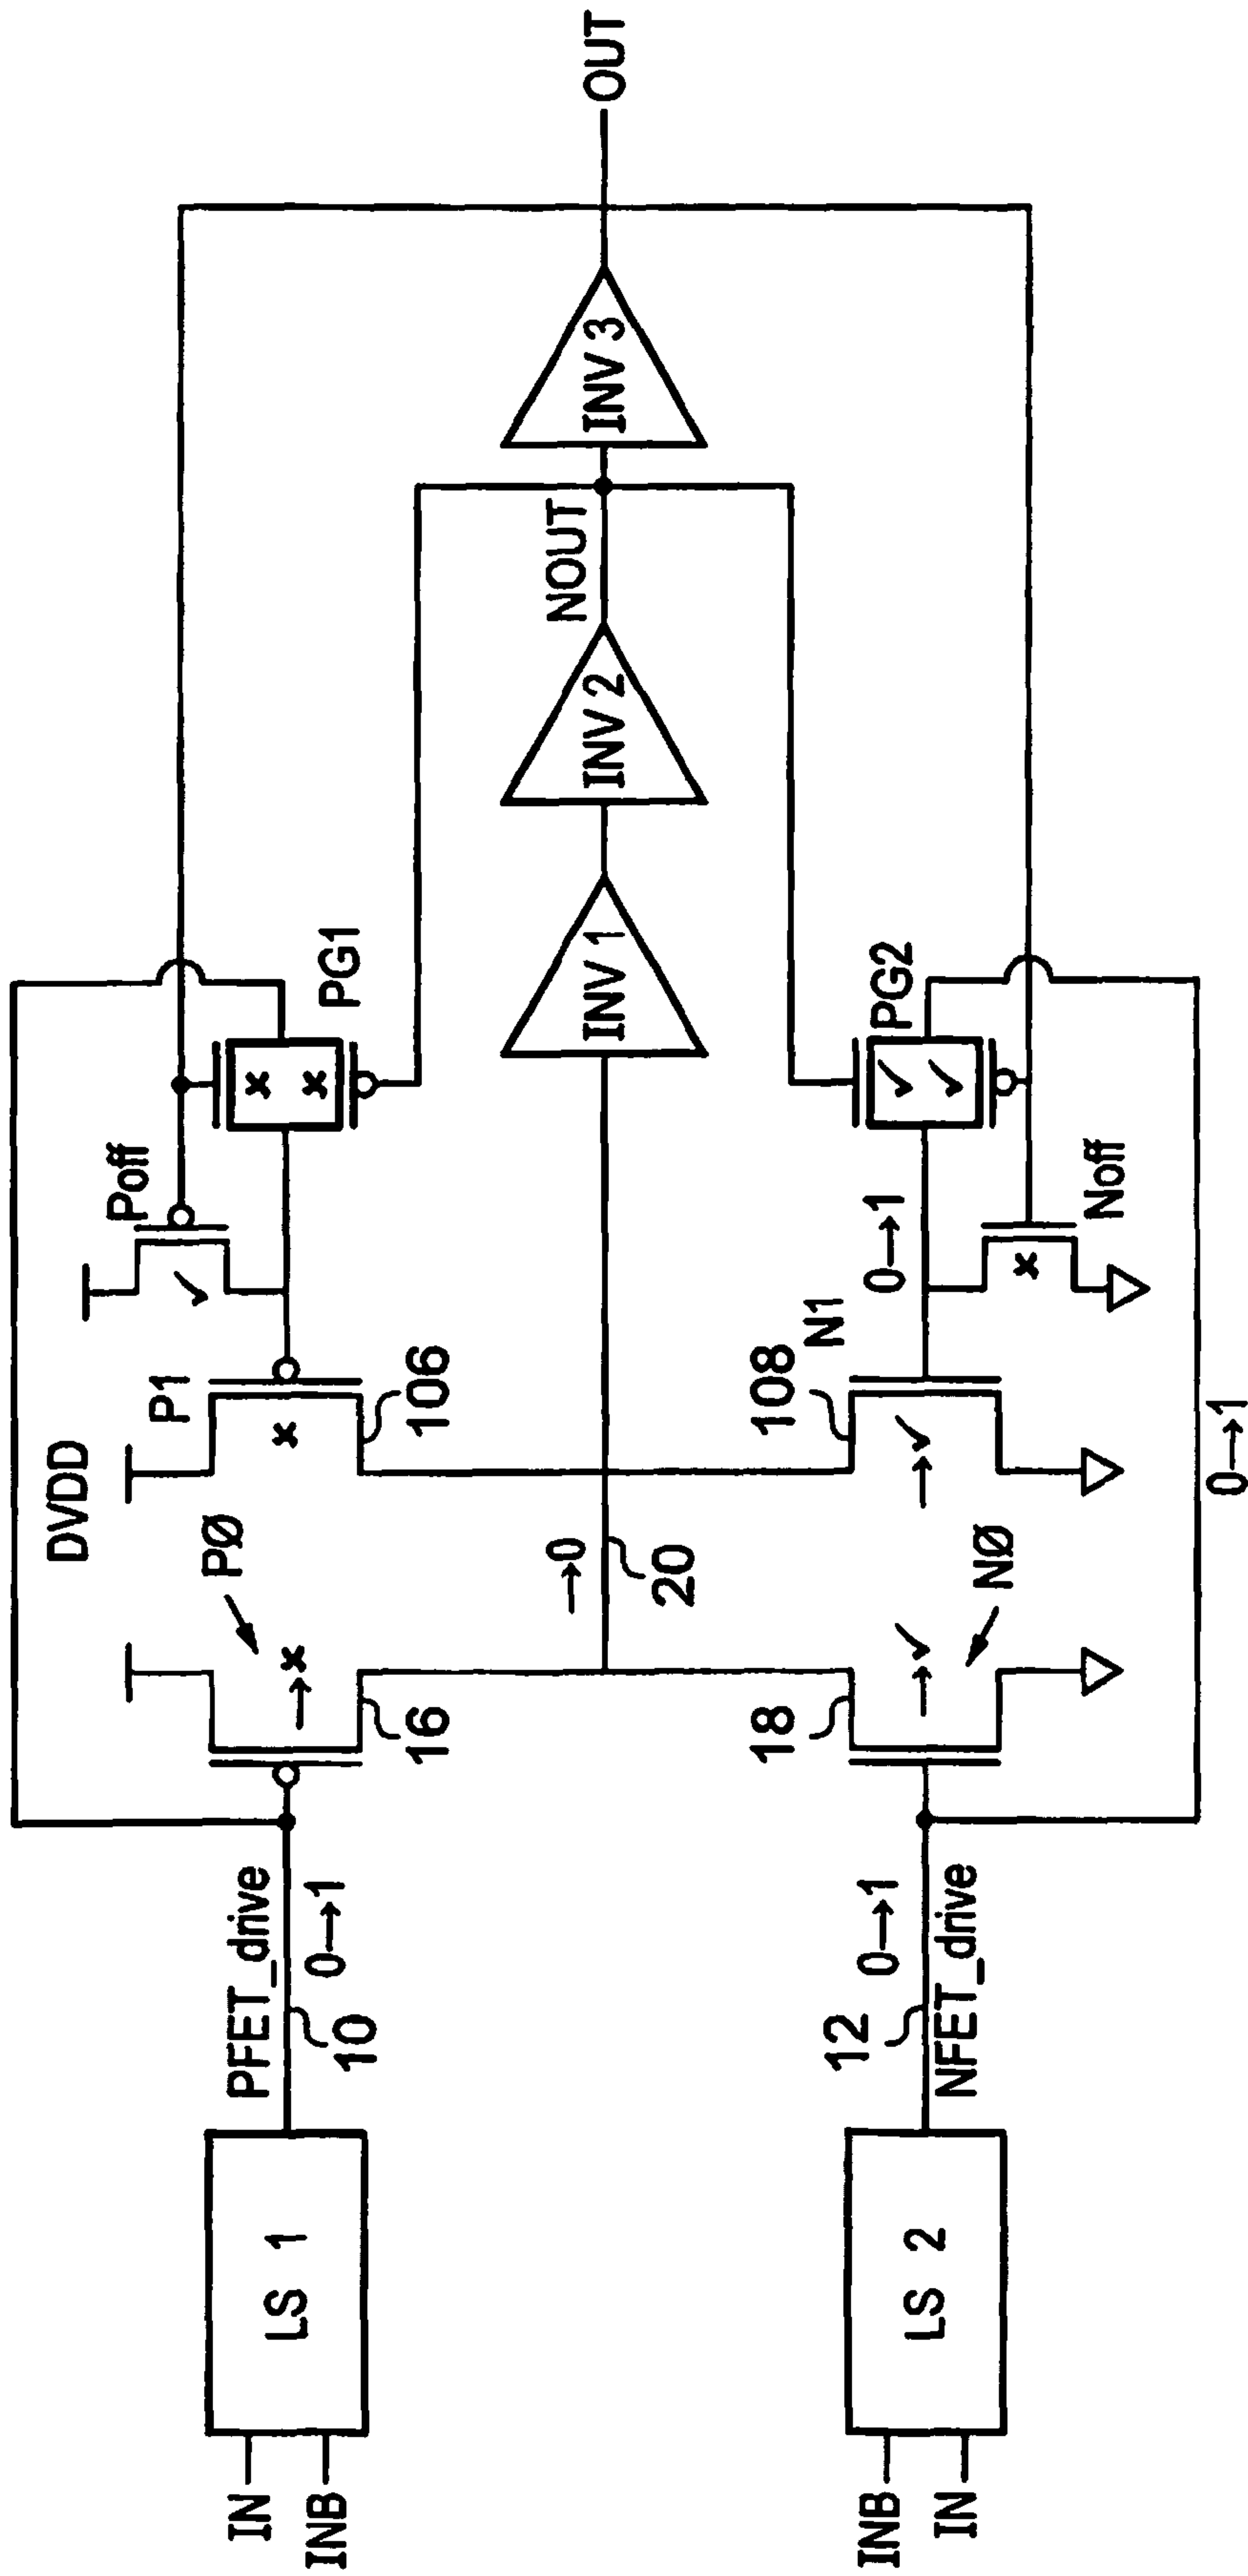 IN
INB
LS 1
PFET_drive
10
0→1
DVDD
PØ
→x
16
P1
x
106
Poff
✓
PG1
x
x
→0
20
INV 1
INV 2
NOUT
INV 3
OUT
INB
IN
LS 2
12
0→1
NFET_drive
18
→✓
NØ
108
N1
→✓
0→1
PG2
✓
✓
x
Noff
0→1